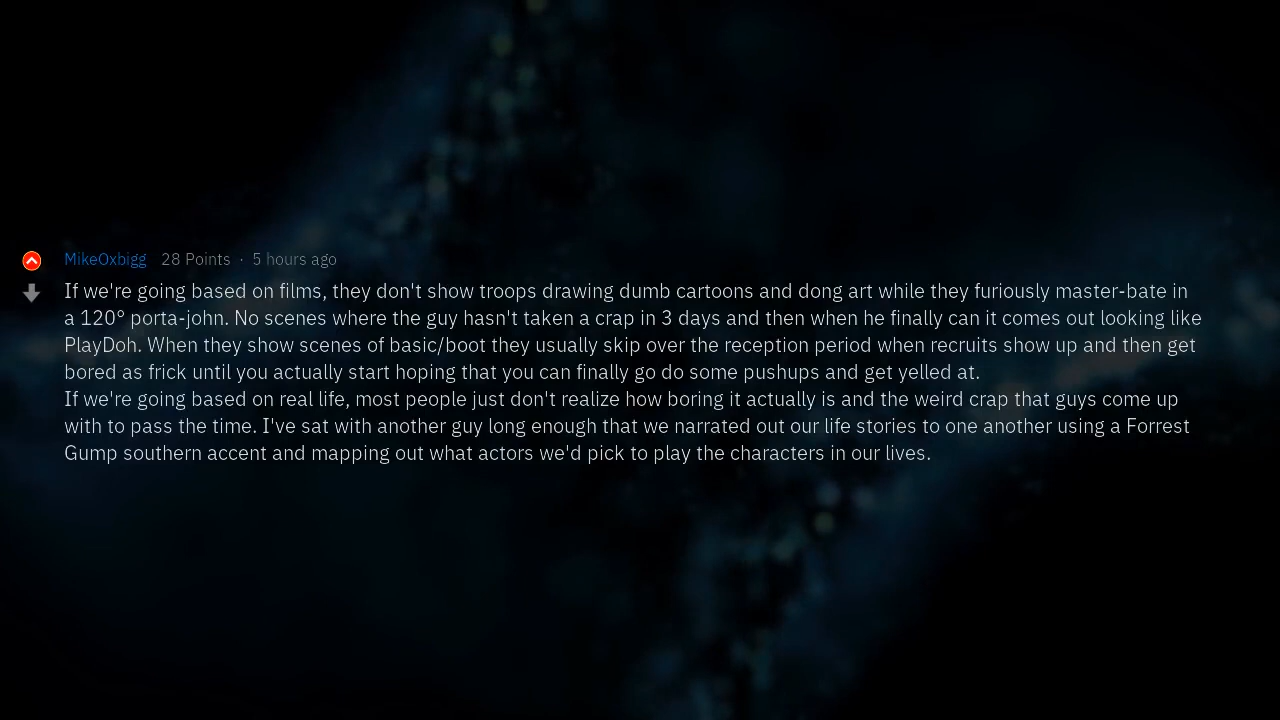 MikeOxbigg 28 Points · 5 hours ago
If we're going based on films, they don't show troops drawing dumb cartoons and dong art while they furiously master-bate in
a 120° porta-john. No scenes where the guy hasn't taken a crap in 3 days and then when he finally can it comes out looking like
PlayDoh. When they show scenes of basic/boot they usually skip over the reception period when recruits show up and then get
bored as frick until you actually start hoping that you can finally go do some pushups and get yelled at.
If we're going based on real life, most people just don't realize how boring it actually is and the weird crap that guys come up
with to pass the time. I've sat with another guy long enough that we narrated out our life stories to one another using a Forrest
Gump southern accent and mapping out what actors we'd pick to play the characters in our lives.